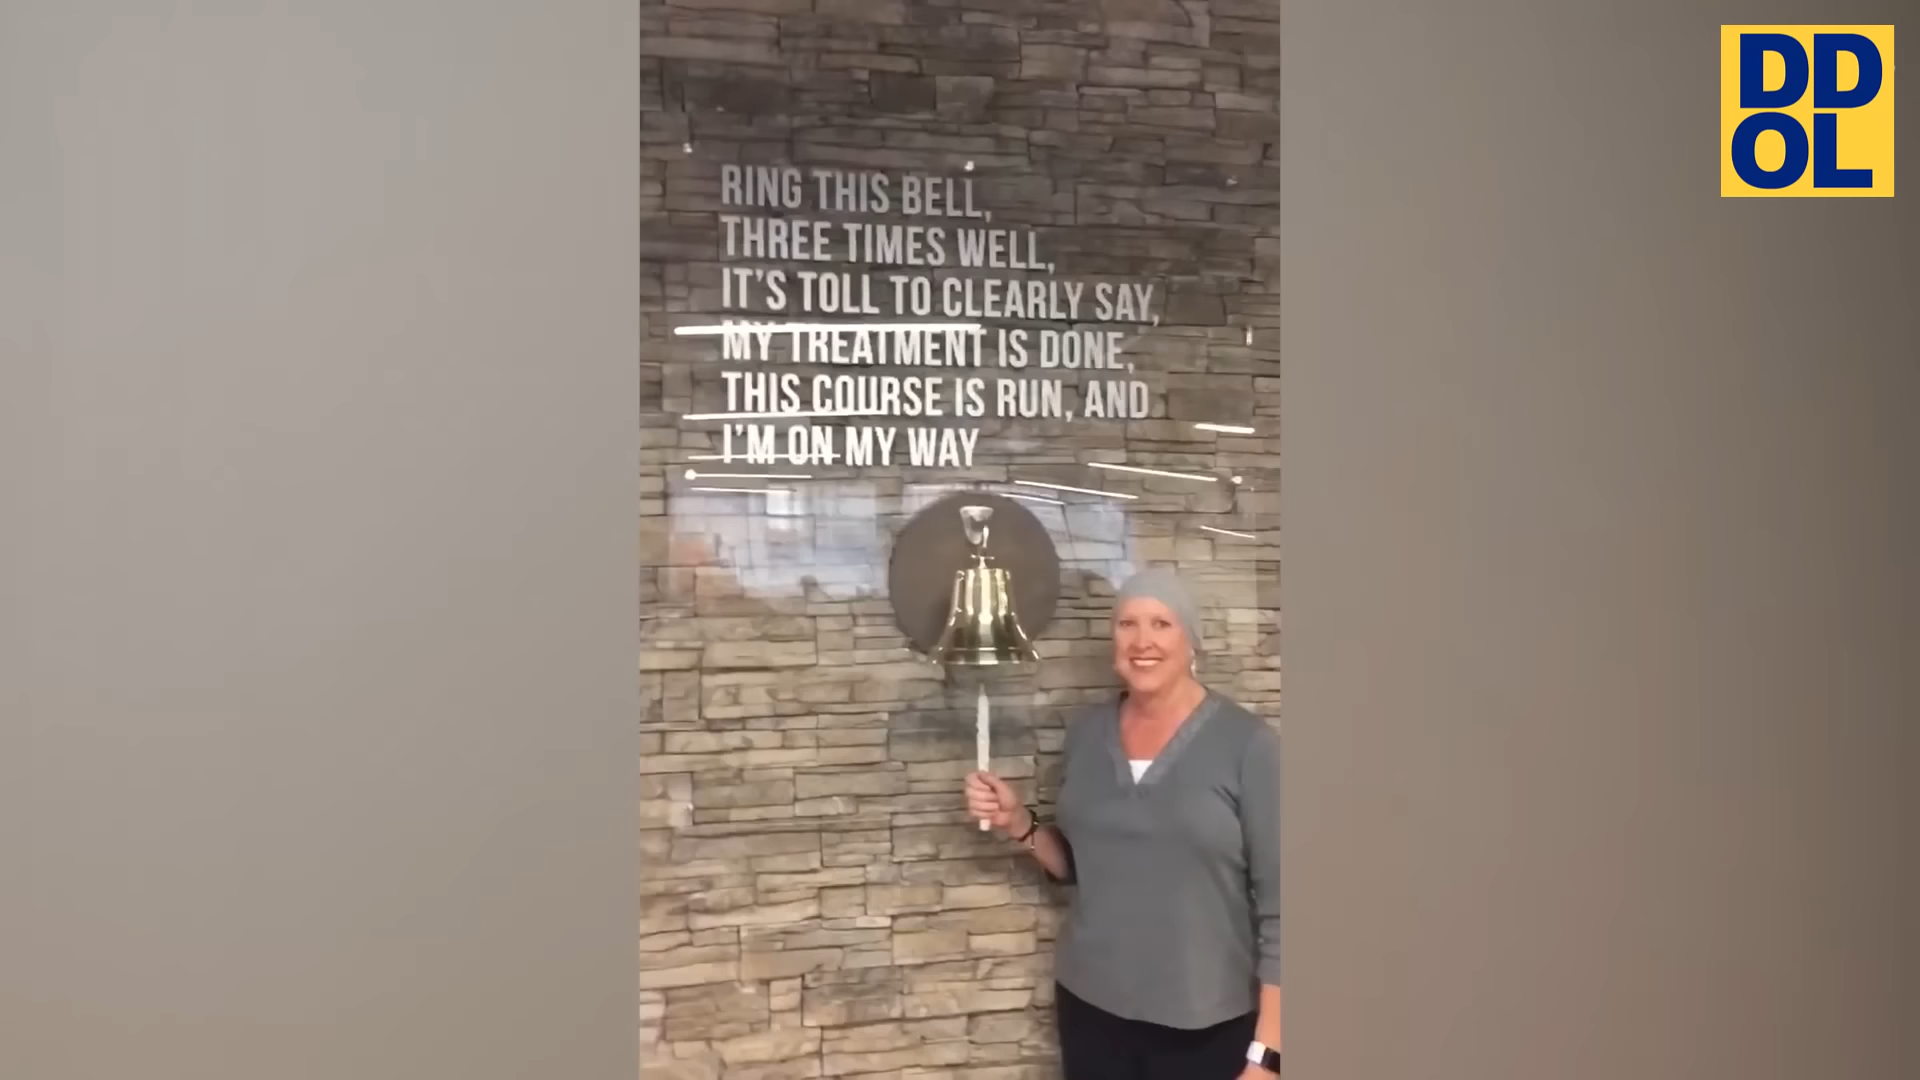 RING THIS BELL,
THREE TIMES WELL,
IT'S TOLL TO CLEARLY SAY,
MY TREATMENT IS DONE,
THIS COURSE IS RUN, AND
I'M ON MY WAY
DD
OL